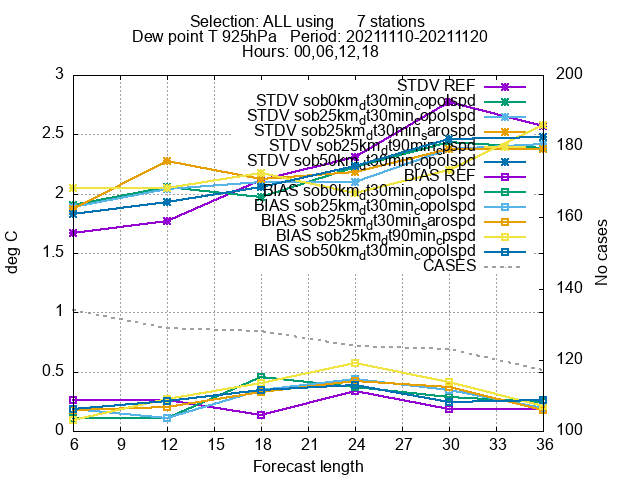 Selection: ALL using 7 stations
Dew point T 925hPa Period: 20211110-20211120
Hours: 00,06,12,18
deg C
No cases
3
2.5
2
1.5
1
0.5
0
200
180
160
140
120
100
STDV REF
STDV sob0km_dt30min_copolspd
STDV sob25km_dt30min_copolspd
STDV sob25km_dt30min_sarospd
STDV sob25km_dt90min_cpspd
STDV sob50km_dt30min_copolspd
BIAS REF
BIAS sob0km_dt30min_copolspd
BIAS sob25km_dt30min_copolspd
BIAS sob25km_dt30min_sarospd
BIAS sob25km_dt90min_cpspd
BIAS sob50km_dt30min_copolspd
CASES
6 9 12 15 18 21 24 27 30 33 36
Forecast length